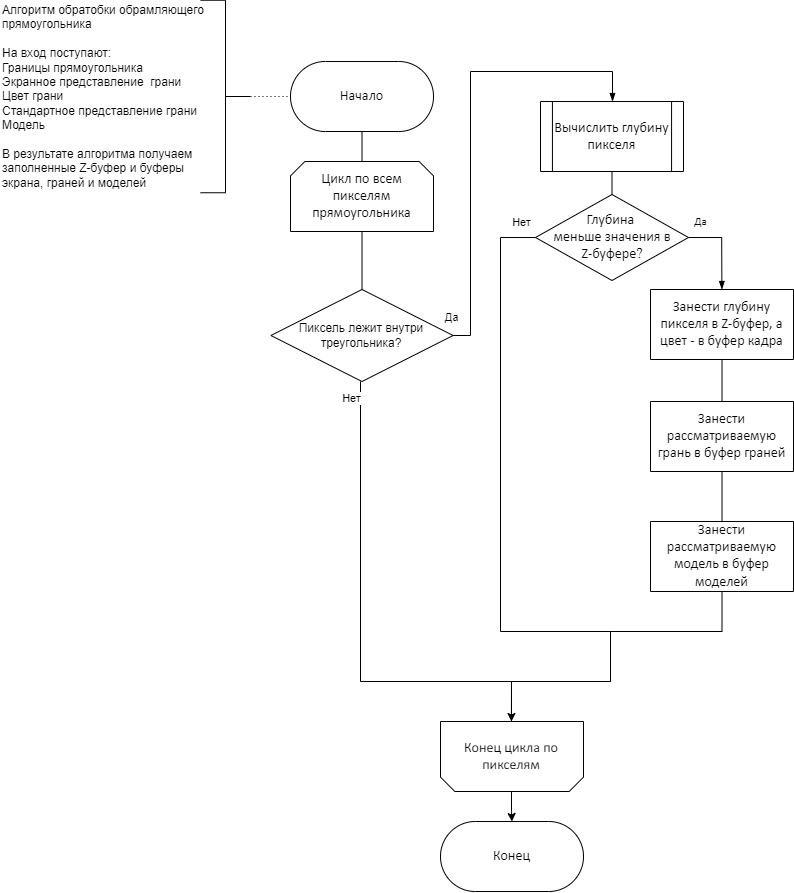 Алгоритм обратобки обрамляющего
прямоугольника
На вход поступают:
Границы прямоугольника
Экранное представление грани
Цвет грани
Стандартное представление грани
Модель
В результате алгоритма получаем
заполненные Z-буфер и буферы
экрана, граней и моделей
Начало
Цикл по всем
пикселям
прямоугольника
Пиксель лежит внутри
треугольника?
Да
Нет
Вычислить глубину
пикселя
Глубина
меньше значения в
Z-буфере?
Нет
Да
Занести глубину
пикселя в Z-буфер, а
цвет - в буфер кадра
Занести
рассматриваемую
грань в буфер граней
Занести
рассматриваемую
модель в буфер
моделей
Конец цикла по
пикселям
Конец